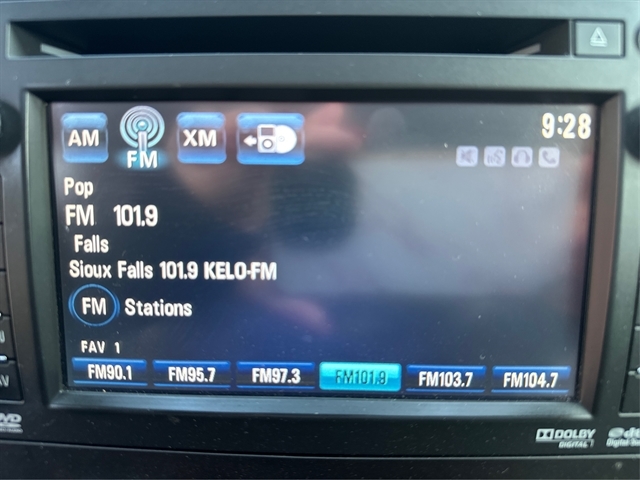 AM FM XM 9:28
Pop
FM 101.9
Falls
Sioux Falls 101.9 KELO-FM
FM Stations
FAV 1
FM90.1 FM95.7 FM97.3 FM101.9 FM103.7 FM104.7
DOLBY
DIGITAL